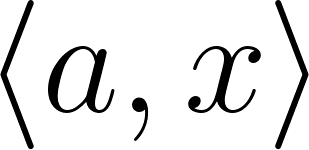 ⟨a, x⟩